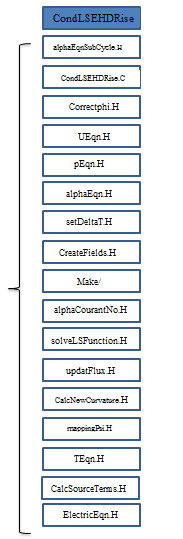 CondLSEHDRise
alphaEqnSubCycle.H
CondLSEHDRise.C
Correctphi.H
UEqn.H
pEqn.H
alphaEqn.H
setDeltaT.H
CreateFields.H
Make/
alphaCourantNo.H
solveLSFunction.H
updatFlux.H
CalcNewCurvature.H
mappingPsi.H
TEqn.H
CalcSourceTerms.H
ElectricEqn.H